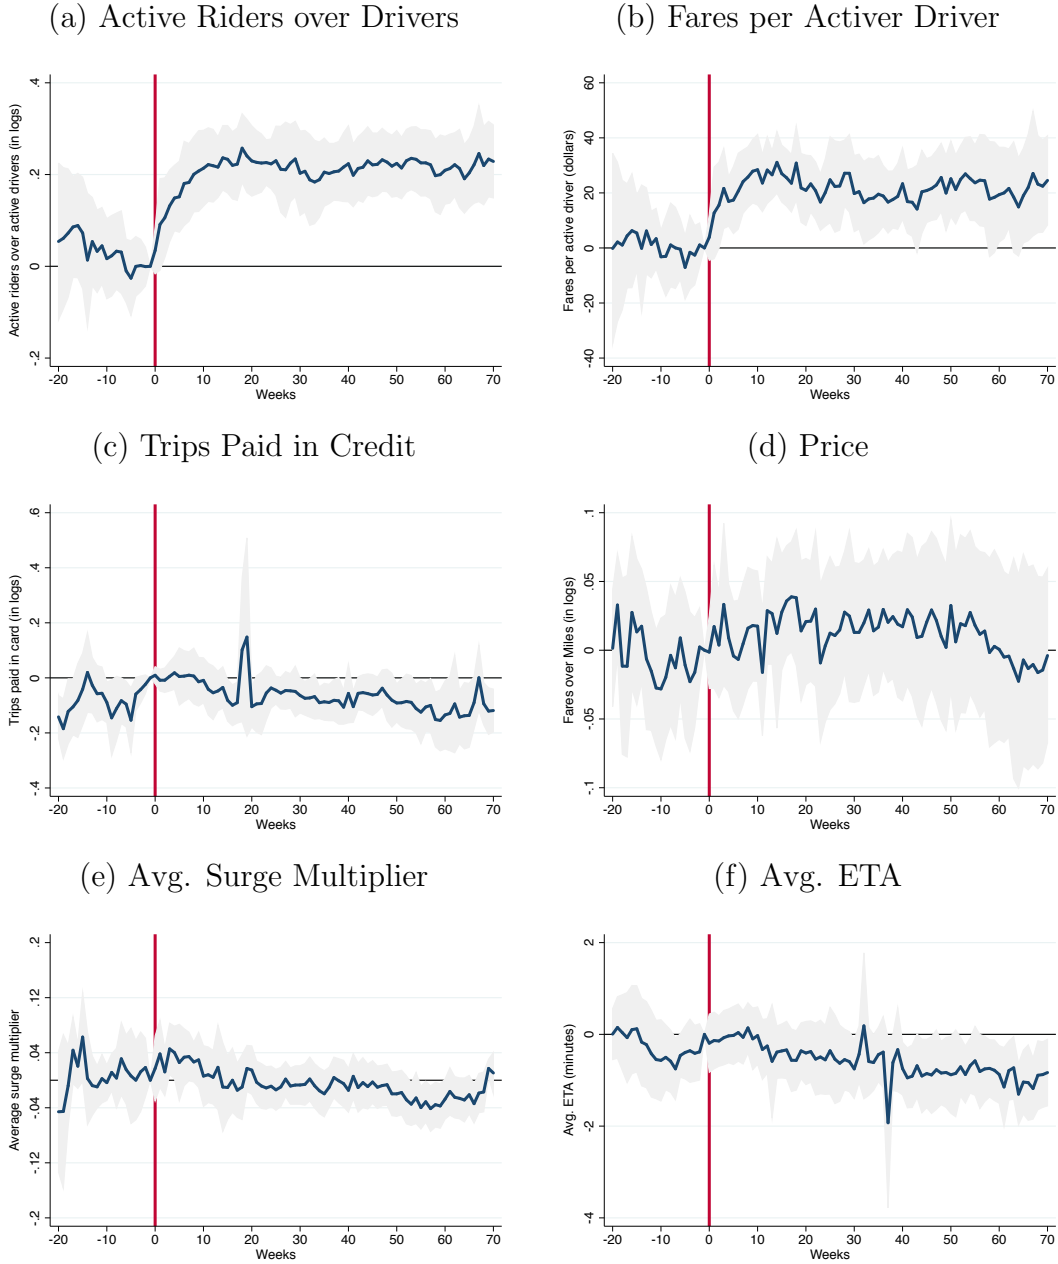 (a) Active Riders over Drivers
Active riders over active drivers (in logs)
.4
.2
0
-.2
-20 -10 0 10 20 30 40 50 60 70
Weeks
(b) Fares per Activer Driver
Fares per active driver (dollars)
60
40
20
0
-20
-40
-20 -10 0 10 20 30 40 50 60 70
Weeks
(c) Trips Paid in Credit
Trips paid in card (in logs)
.6
.4
.2
0
-.2
-.4
-20 -10 0 10 20 30 40 50 60 70
Weeks
(d) Price
Fares over Miles (in logs)
.1
.05
0
-.05
-.1
-20 -10 0 10 20 30 40 50 60 70
Weeks
(e) Avg. Surge Multiplier
Average surge multiplier
.2
.12
.04
-.04
-.12
-.2
-20 -10 0 10 20 30 40 50 60 70
Weeks
(f) Avg. ETA
Avg. ETA (minutes)
2
0
-2
-4
-20 -10 0 10 20 30 40 50 60 70
Weeks